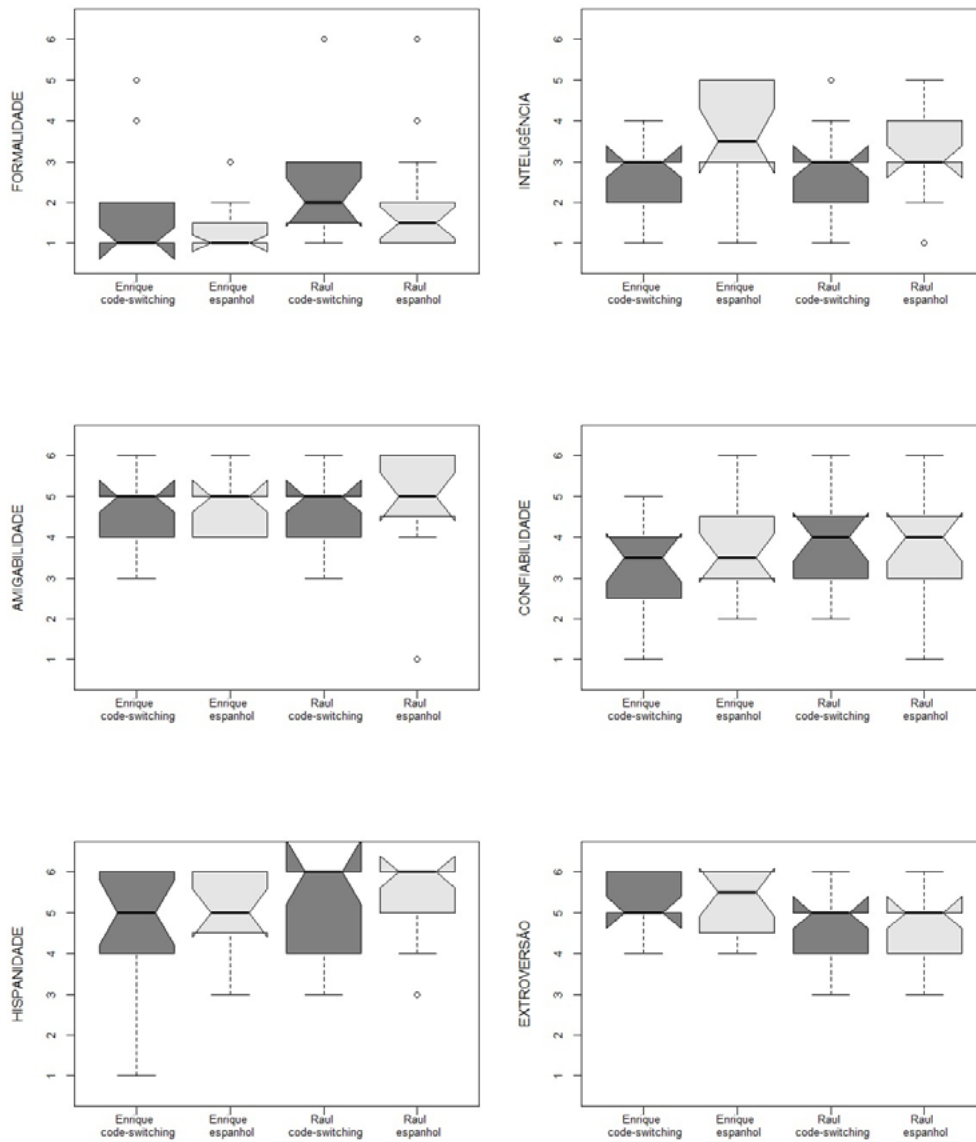 FORMALIDADE
6
5
4
3
2
1
Enrique
code-switching
Enrique
espanhol
Raul
code-switching
Raul
espanhol
INTELIGÊNCIA
6
5
4
3
2
1
Enrique
code-switching
Enrique
espanhol
Raul
code-switching
Raul
espanhol
AMIGABILIDADE
6
5
4
3
2
1
Enrique
code-switching
Enrique
espanhol
Raul
code-switching
Raul
espanhol
CONFIABILIDADE
6
5
4
3
2
1
Enrique
code-switching
Enrique
espanhol
Raul
code-switching
Raul
espanhol
HISPANIDADE
6
5
4
3
2
1
Enrique
code-switching
Enrique
espanhol
Raul
code-switching
Raul
espanhol
EXTROVERSÃO
6
5
4
3
2
1
Enrique
code-switching
Enrique
espanhol
Raul
code-switching
Raul
espanhol